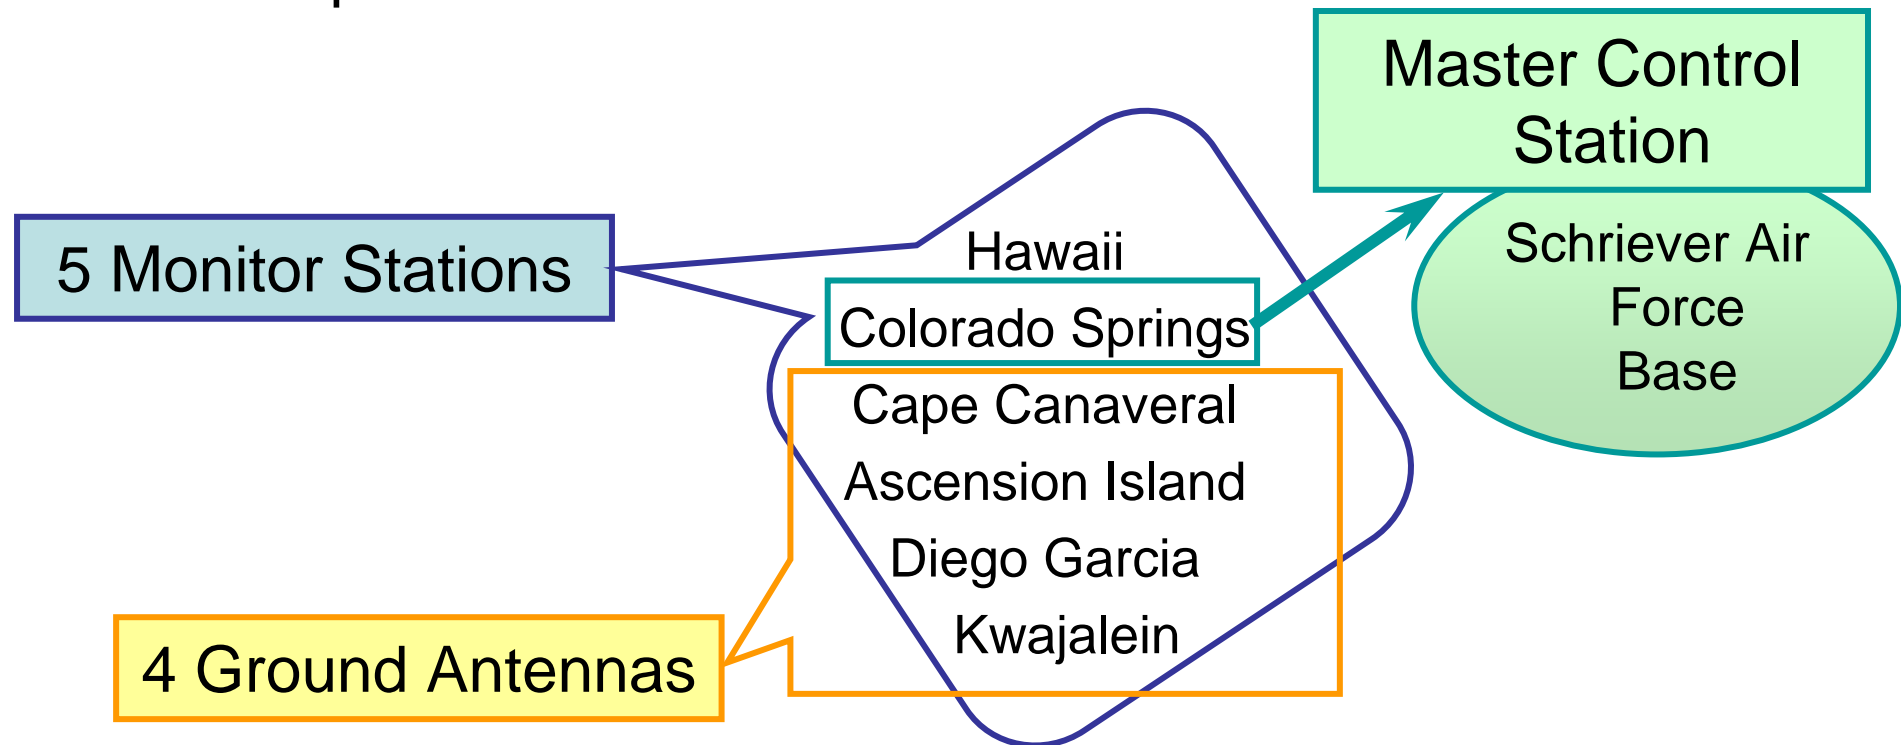 Master Control
Station
Schriever Air
Force
Base
5 Monitor Stations
Hawaii
Colorado Springs
Cape Canaveral
Ascension Island
Diego Garcia
Kwajalein
4 Ground Antennas